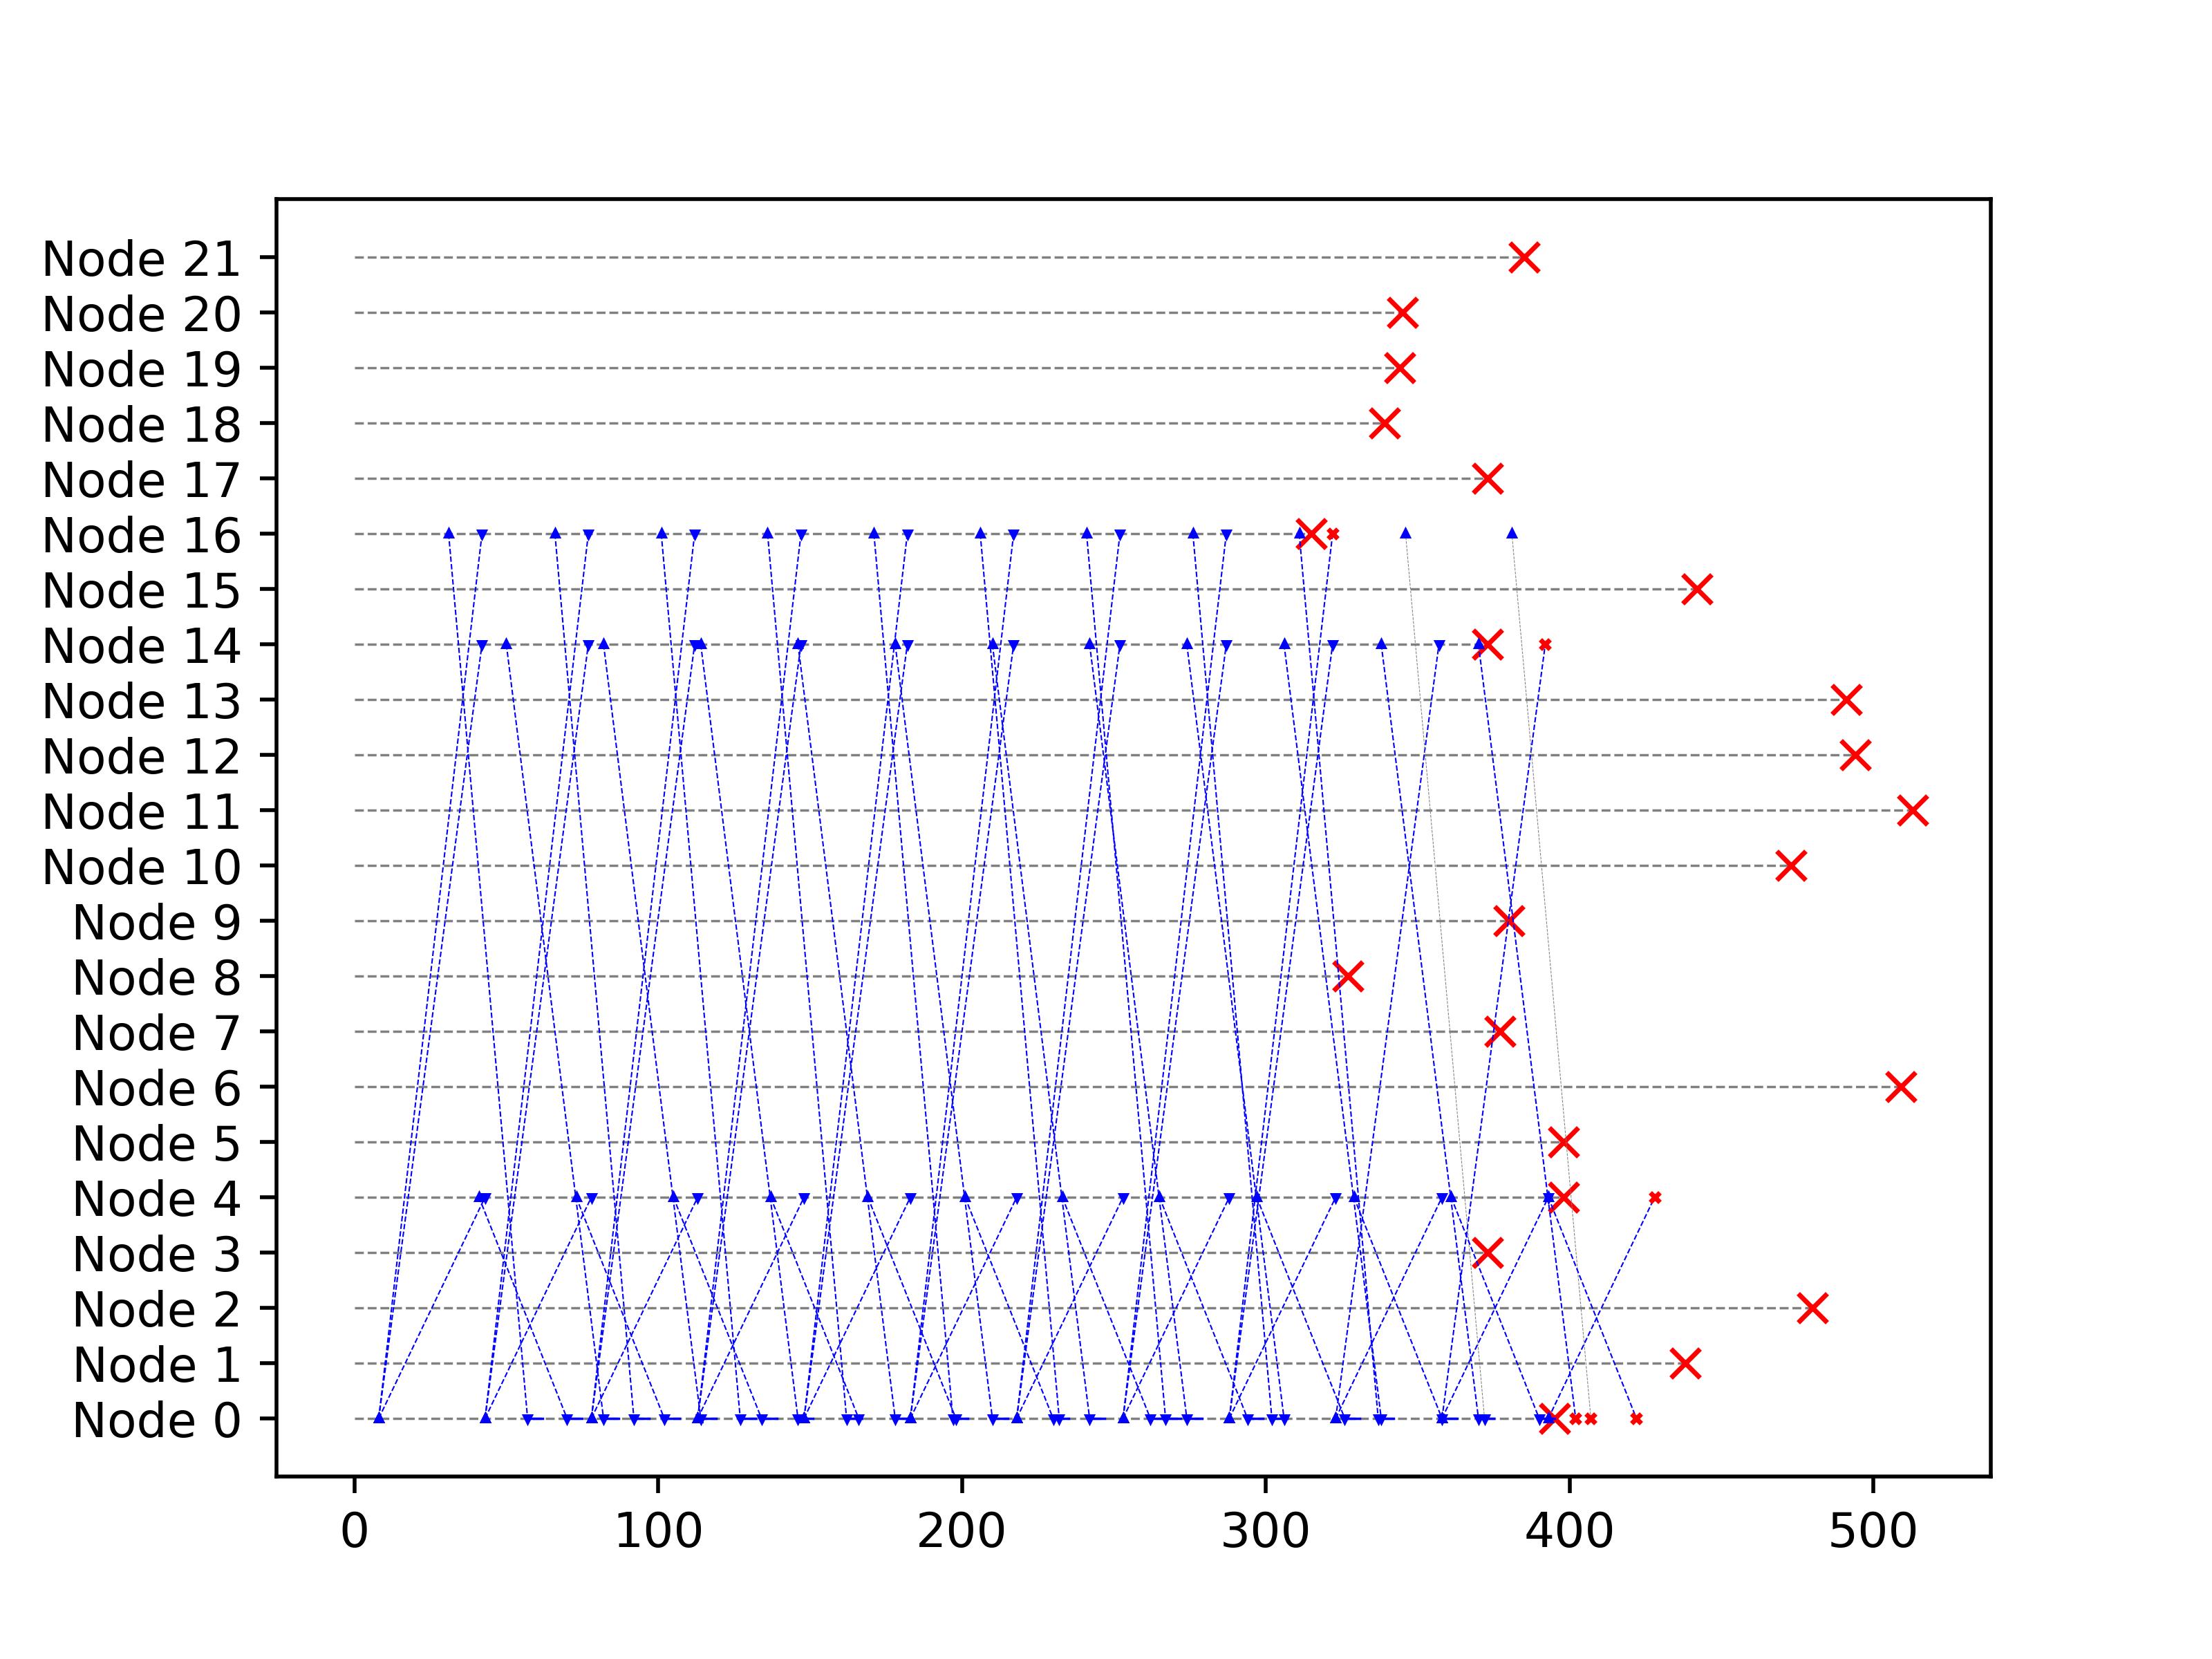 Node 21
Node 20
Node 19
Node 18
Node 17
Node 16
Node 15
Node 14
Node 13
Node 12
Node 11
Node 10
Node 9
Node 8
Node 7
Node 6
Node 5
Node 4
Node 3
Node 2
Node 1
Node 0
0 100 200 300 400 500